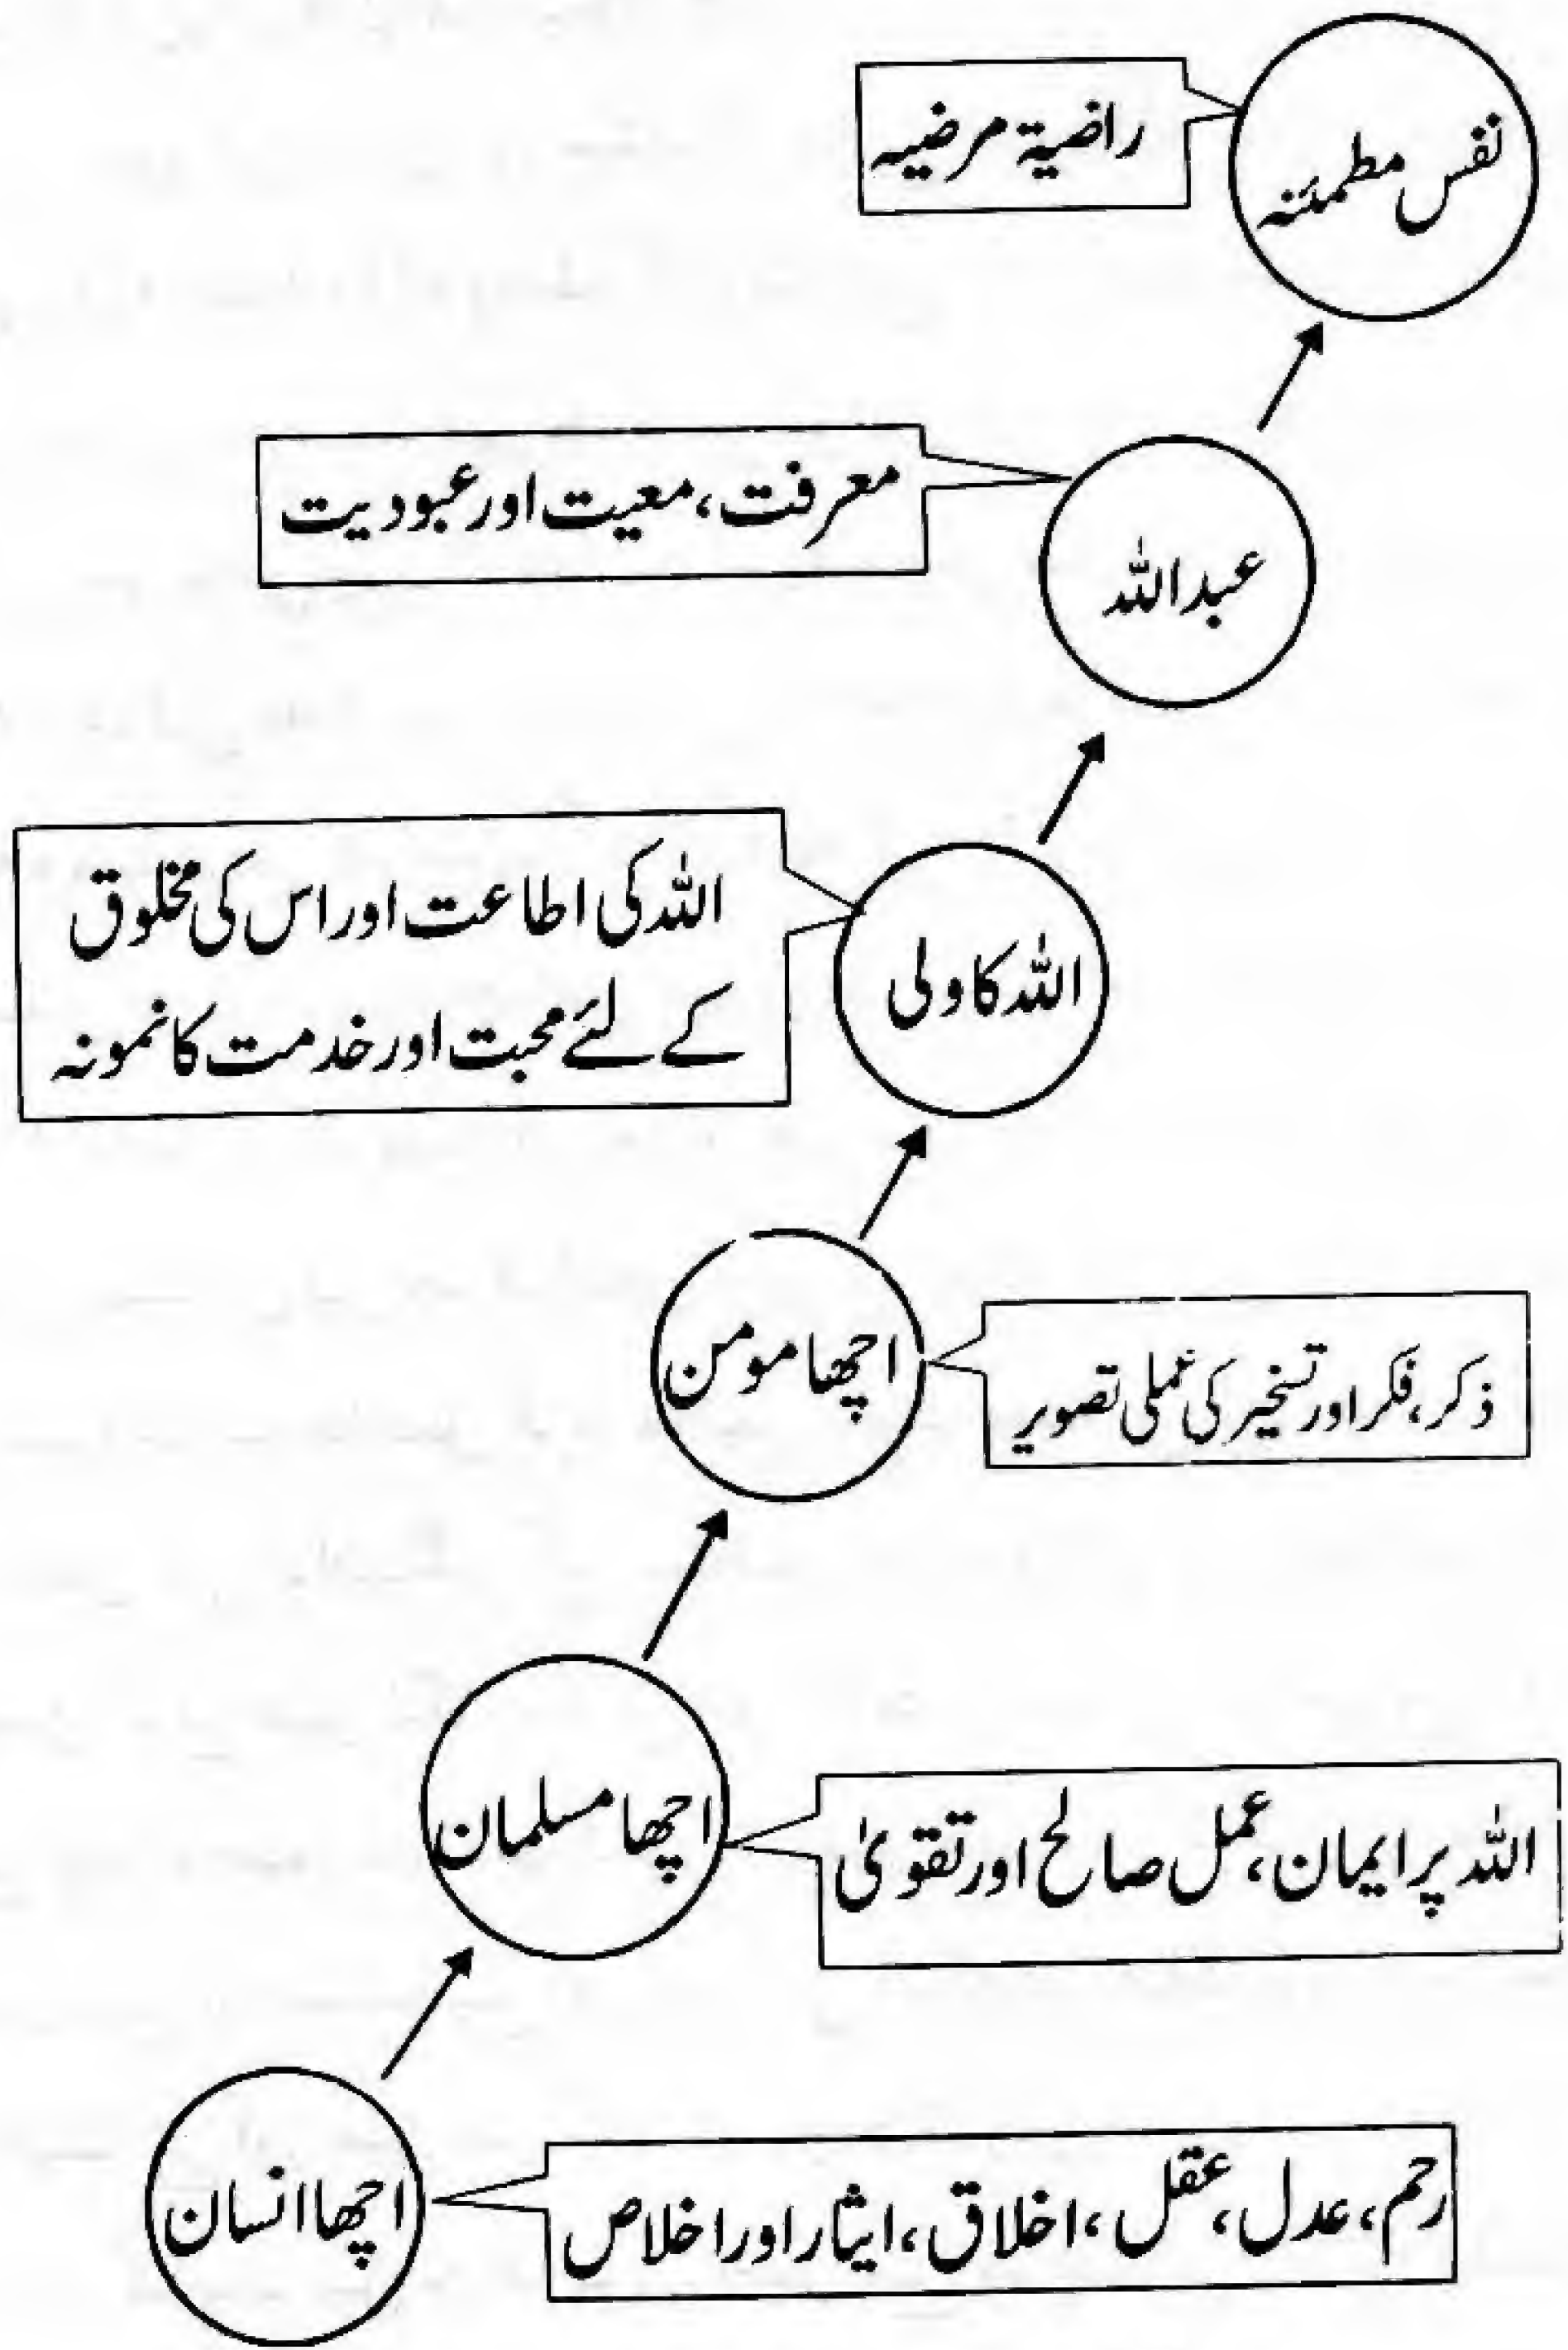 نفس مطمئنہ
راضیۃ مرضیہ
عبداللہ
معرفت، معیت اور عبودیت
اللہ کا ولی
اللہ کی اطاعت اور اس کی مخلوق
کے لئے محبت اور خدمت کا نمونہ
اچھا مومن
ذکر، فکر اور تسخیر کی عملی تصویر
اچھا مسلمان
اللہ پر ایمان، عمل صالح اور تقویٰ
اچھا انسان
رحم، عدل، عقل، اخلاق، ایثار اور اخلاص